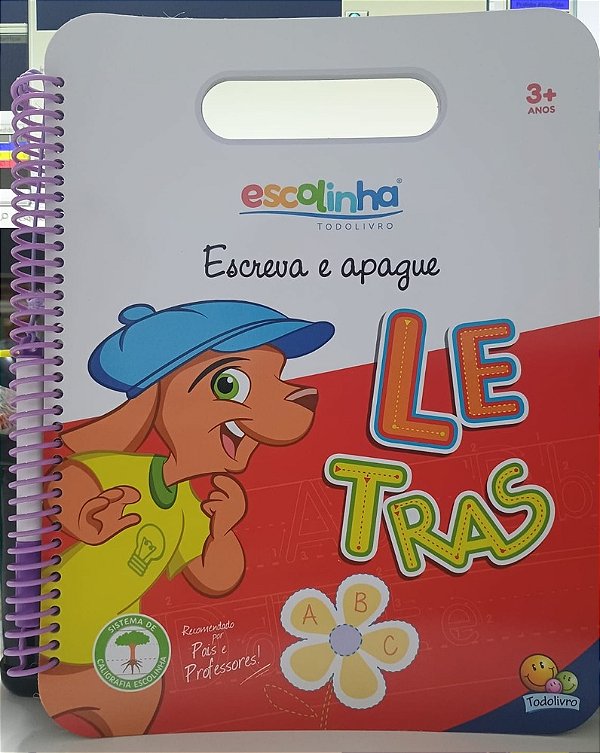 3+
ANOS
escolinha®
TODOLIVRO
Escreva e apague
LE
TRAS
A B C
SISTEMA DE
CALIGRAFIA ESCOLINHA
Recomendado
por
Pais e
Professores!
Todolivro